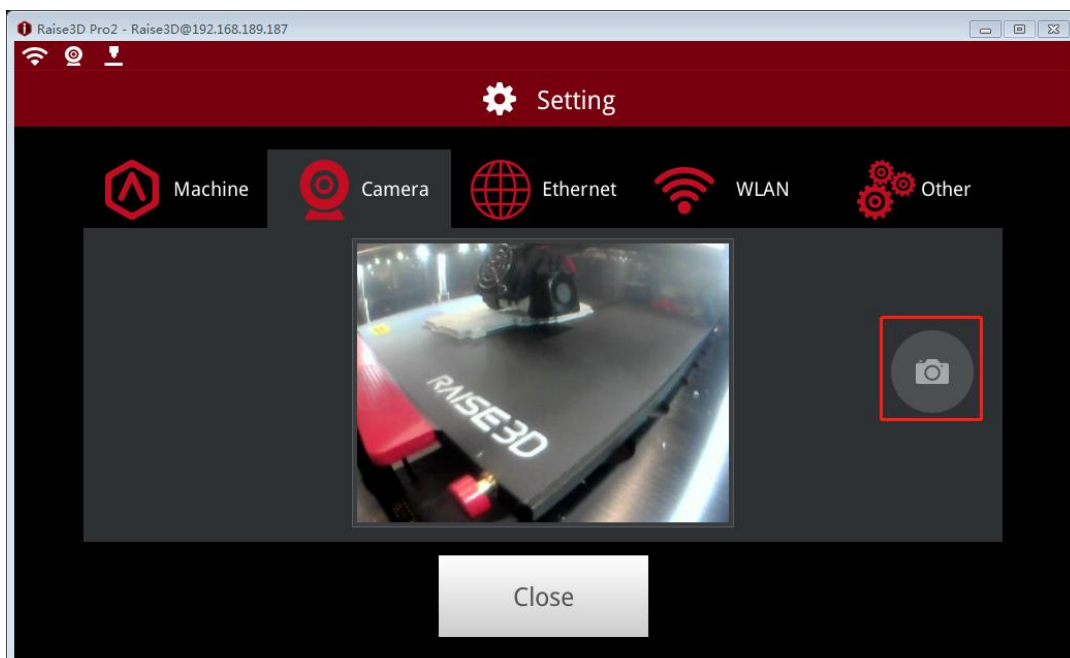 Raise3D Pro2 - Raise3D@192.168.189.187
Setting
Machine
Camera
Ethernet
WLAN
Other
RAISE3D
Close